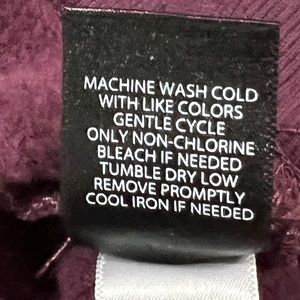 MACHINE WASH COLD
WITH LIKE COLORS
GENTLE CYCLE
ONLY NON-CHLORINE
BLEACH IF NEEDED
TUMBLE DRY LOW
REMOVE PROMPTLY
COOL IRON IF NEEDED